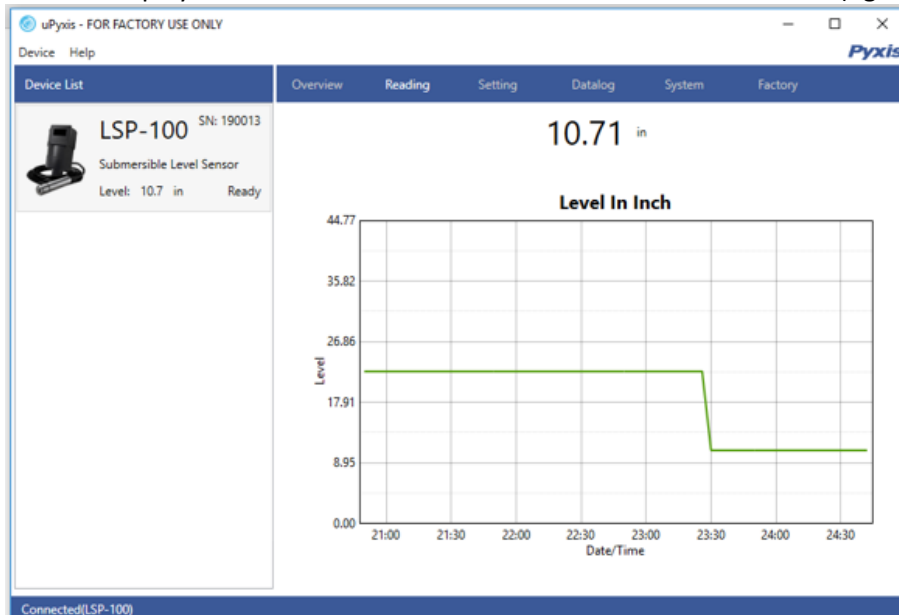 uPyxis - FOR FACTORY USE ONLY
Device Help
Pyxis
Device List
Overview Reading Setting Datalog System Factory
LSP-100 SN: 190013
Submersible Level Sensor
Level: 10.7 in Ready
10.71 in
Level In Inch
44.77
35.82
26.86
17.91
8.95
0.00
Level
21:00 21:30 22:00 22:30 23:00 23:30 24:00 24:30
Date/Time
Connected(LSP-100)